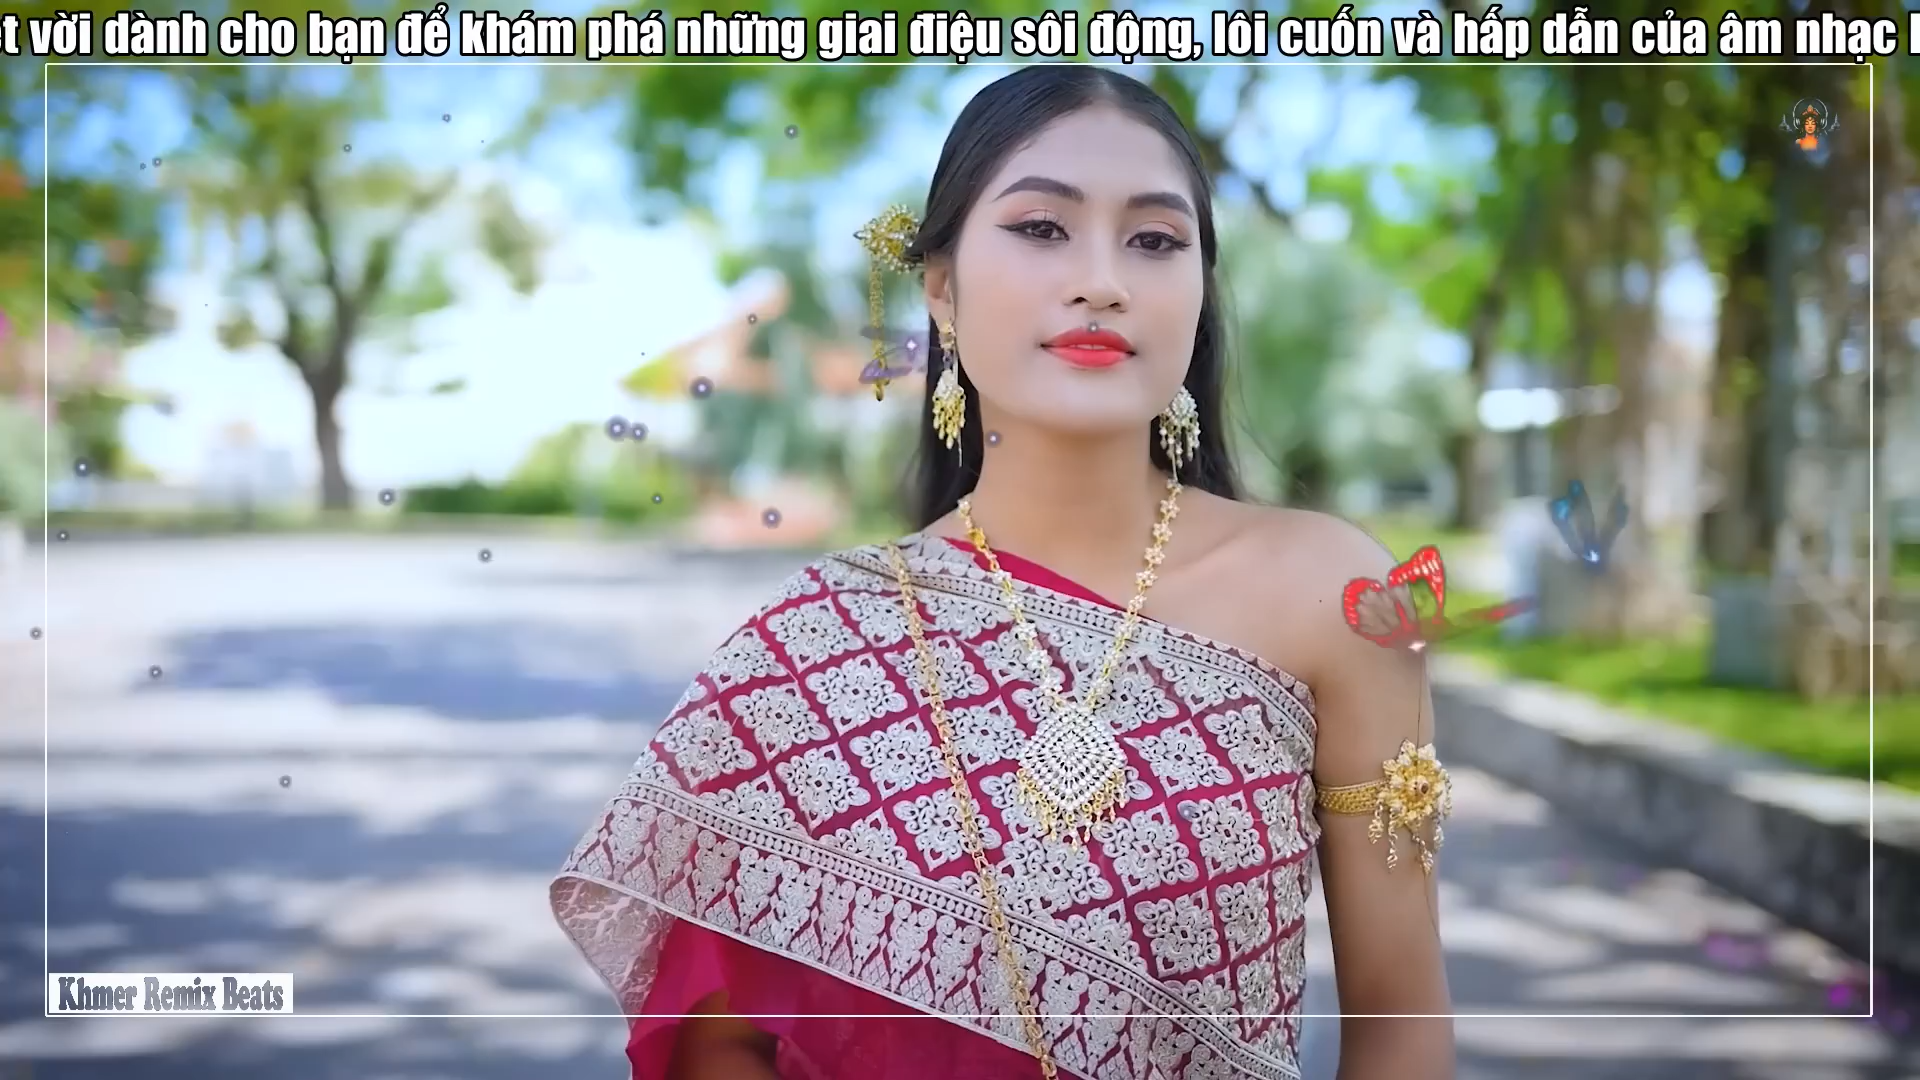 vời dành cho bạn để khám phá những giai điệu sôi động, lôi cuốn và hấp dẫn của âm nhạc
Khmer Remix Beats